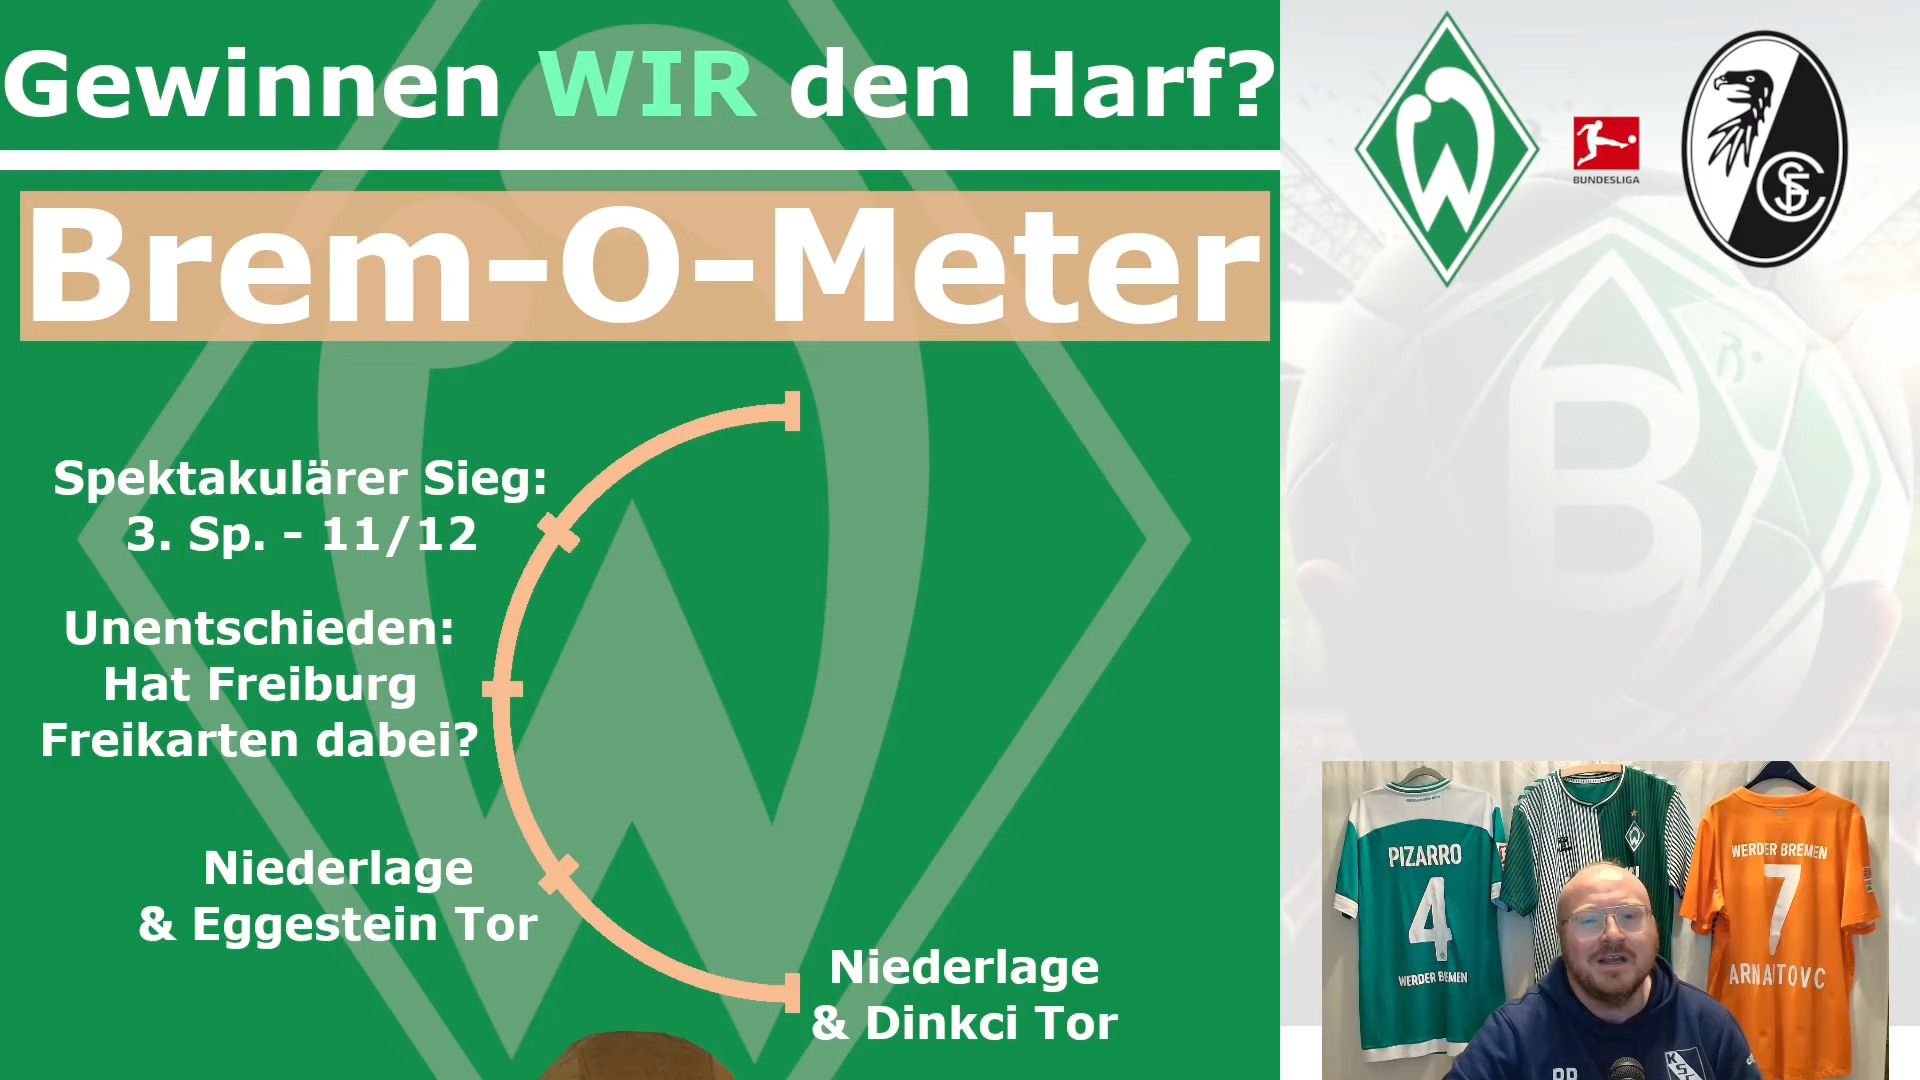 Gewinnen WIR den Harf?
Brem-O-Meter
BUNDESLIGA
Spektakulärer Sieg:
3. Sp. - 11/12
Unentschieden:
Hat Freiburg
Freikarten dabei?
Niederlage
& Eggestein Tor
Niederlage
& Dinkci Tor
PIZARRO
4
WERDER BREMEN
WERDER BREMEN
7
ARNAUTOVC